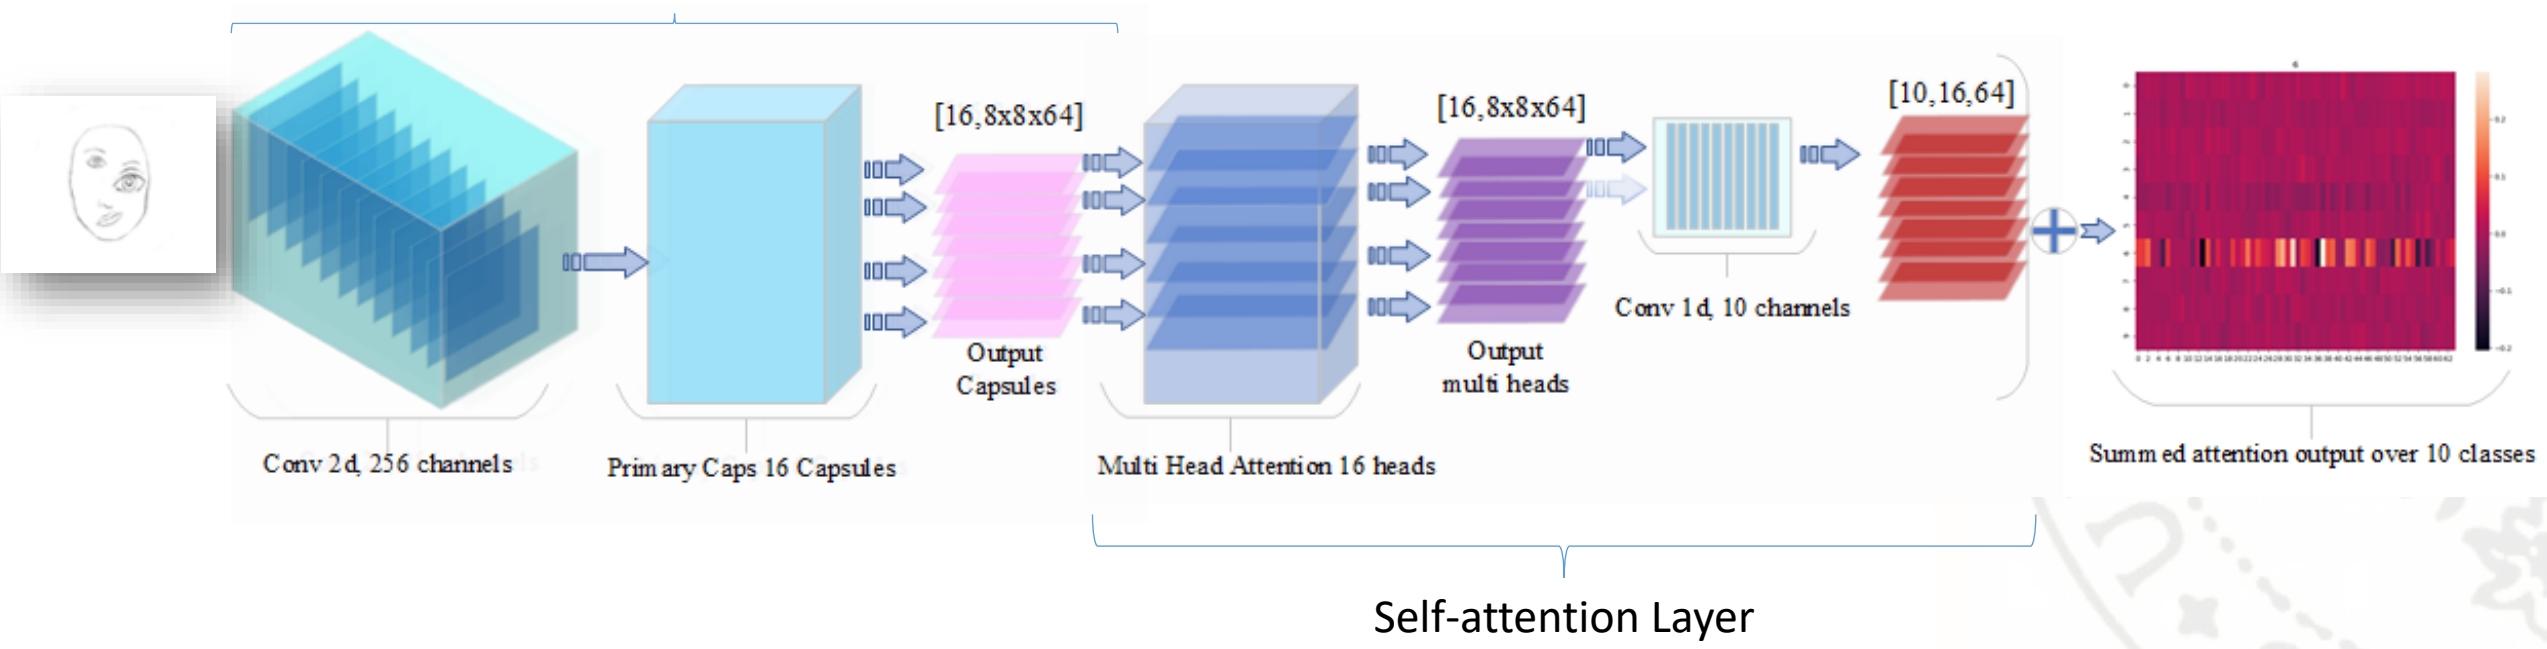 [16,8x8x64]
[16,8x8x64]
[10,16,64]
6
Output
Capsules
Output
multi heads
Conv 1d, 10 channels
Conv 2d, 256 channels
Primary Caps 16 Capsules
Multi Head Attention 16 heads
Summed attention output over 10 classes
Self-attention Layer